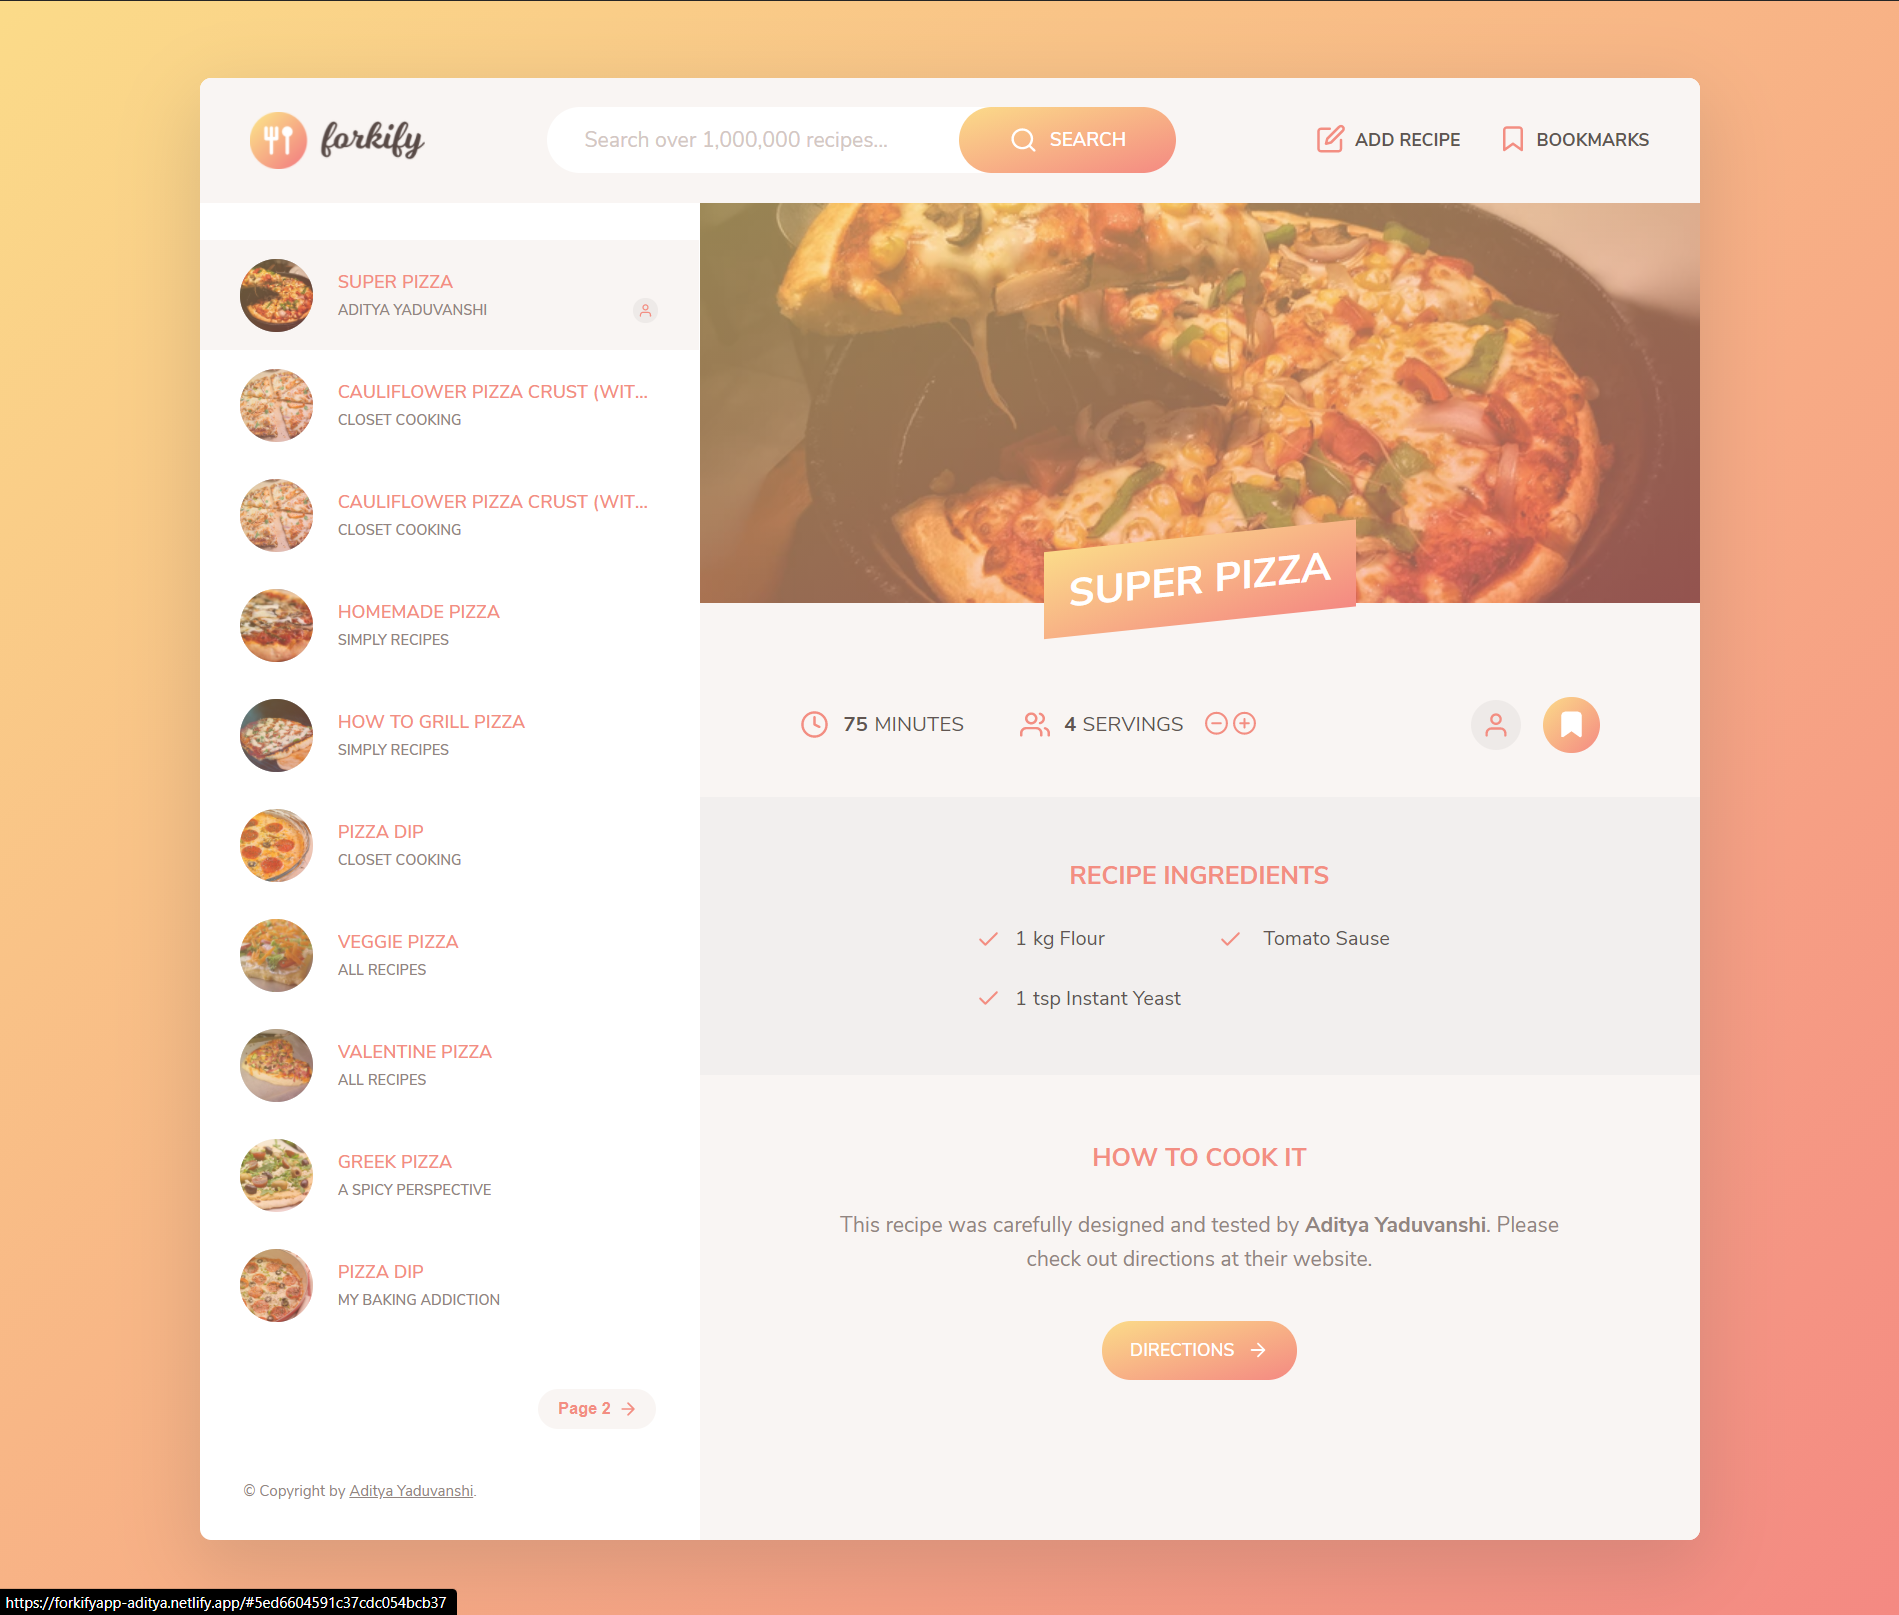 forkify
Search over 1,000,000 recipes...
SEARCH
ADD RECIPE
BOOKMARKS
SUPER PIZZA
ADITYA YADUVANSHI
CAULIFLOWER PIZZA CRUST (WIT...
CLOSET COOKING
CAULIFLOWER PIZZA CRUST (WIT...
CLOSET COOKING
HOMEMADE PIZZA
SIMPLY RECIPES
HOW TO GRILL PIZZA
SIMPLY RECIPES
PIZZA DIP
CLOSET COOKING
VEGGIE PIZZA
ALL RECIPES
VALENTINE PIZZA
ALL RECIPES
GREEK PIZZA
A SPICY PERSPECTIVE
PIZZA DIP
MY BAKING ADDICTION
Page 2
© Copyright by Aditya Yaduvanshi.
SUPER PIZZA
75 MINUTES
4 SERVINGS
RECIPE INGREDIENTS
1 kg Flour
Tomato Sause
1 tsp Instant Yeast
HOW TO COOK IT
This recipe was carefully designed and tested by Aditya Yaduvanshi. Please
check out directions at their website.
DIRECTIONS
https://forkifyapp-aditya.netlify.app/#5ed6604591c37cdc054bcb37